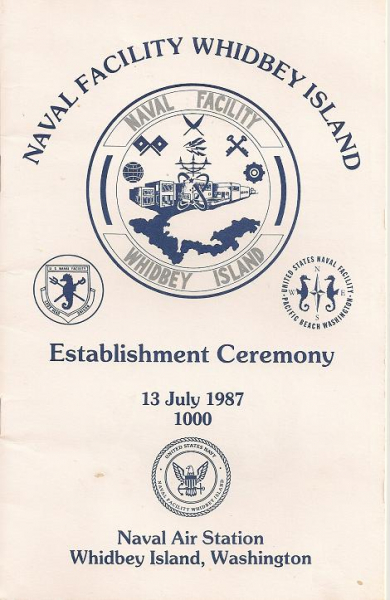 NAVAL FACILITY WHIDBEY ISLAND
NAVAL FACILITY
WHIDBEY ISLAND
U.S. NAVAL FACILITY
UNITED STATES NAVAL FACILITY
N
W E
S
PACIFIC BEACH WASHINGTON
Establishment Ceremony
13 July 1987
1000
UNITED STATES NAVY
NAVAL FACILITY WHIDBEY ISLAND
Naval Air Station
Whidbey Island, Washington